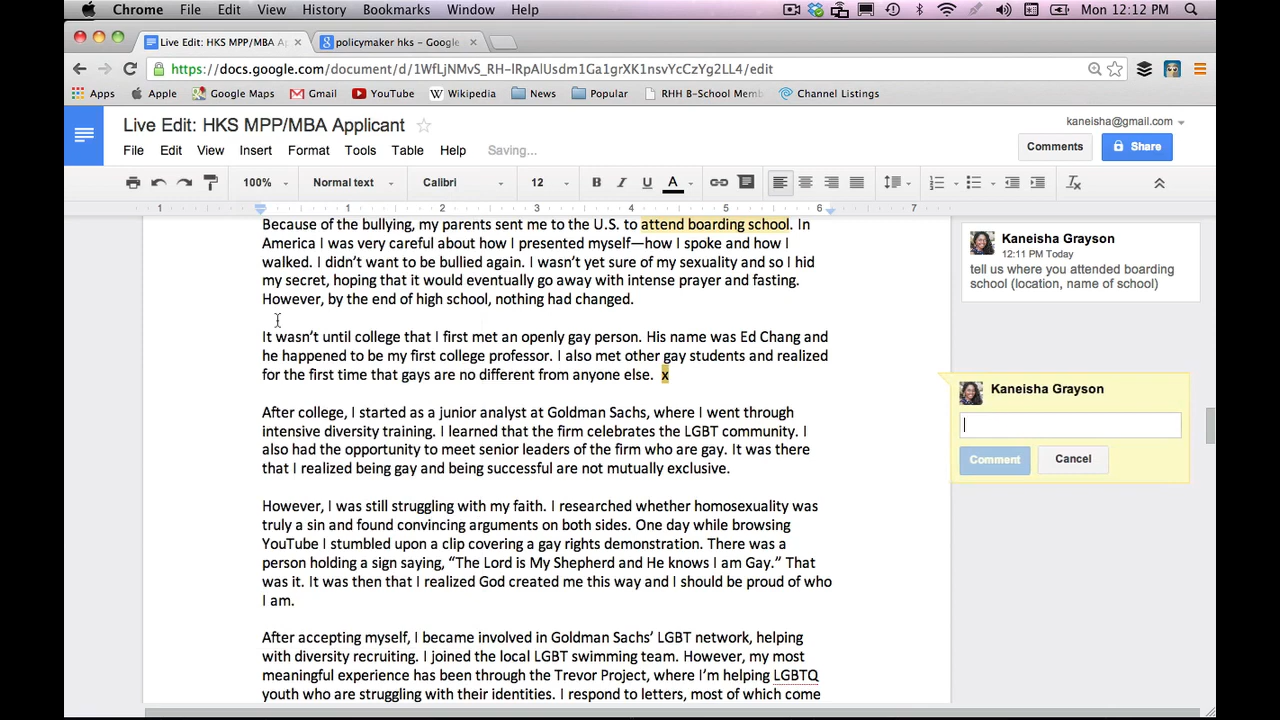 Chrome File Edit View History Bookmarks Window Help Mon 12:12 PM
Live Edit: HKS MPP/MBA Ap × policymaker hks - Google ×
https://docs.google.com/document/d/1WfLjNMvS_RH-lRpAlUsdm1Ga1grXK1nsvYcCzYg2LL4/edit
Apps Apple Google Maps Gmail YouTube Wikipedia News Popular RHH B-School Memb Channel Listings
Live Edit: HKS MPP/MBA Applicant
kaneisha@gmail.com
File Edit View Insert Format Tools Table Help Saving...
Comments Share
100% Normal text Calibri 12 B I U A
1 1 2 3 4 5 6 7
Because of the bullying, my parents sent me to the U.S. to attend boarding school. In
America I was very careful about how I presented myself—how I spoke and how I
walked. I didn't want to be bullied again. I wasn't yet sure of my sexuality and so I hid
my secret, hoping that it would eventually go away with intense prayer and fasting.
However, by the end of high school, nothing had changed.
It wasn't until college that I first met an openly gay person. His name was Ed Chang and
he happened to be my first college professor. I also met other gay students and realized
for the first time that gays are no different from anyone else. x
After college, I started as a junior analyst at Goldman Sachs, where I went through
intensive diversity training. I learned that the firm celebrates the LGBT community. I
also had the opportunity to meet senior leaders of the firm who are gay. It was there
that I realized being gay and being successful are not mutually exclusive.
However, I was still struggling with my faith. I researched whether homosexuality was
truly a sin and found convincing arguments on both sides. One day while browsing
YouTube I stumbled upon a clip covering a gay rights demonstration. There was a
person holding a sign saying, “The Lord is My Shepherd and He knows I am Gay.” That
was it. It was then that I realized God created me this way and I should be proud of who
I am.
After accepting myself, I became involved in Goldman Sachs' LGBT network, helping
with diversity recruiting. I joined the local LGBT swimming team. However, my most
meaningful experience has been through the Trevor Project, where I'm helping LGBTQ
youth who are struggling with their identities. I respond to letters, most of which come
Kaneisha Grayson
12:11 PM Today
tell us where you attended boarding
school (location, name of school)
Kaneisha Grayson
Comment Cancel